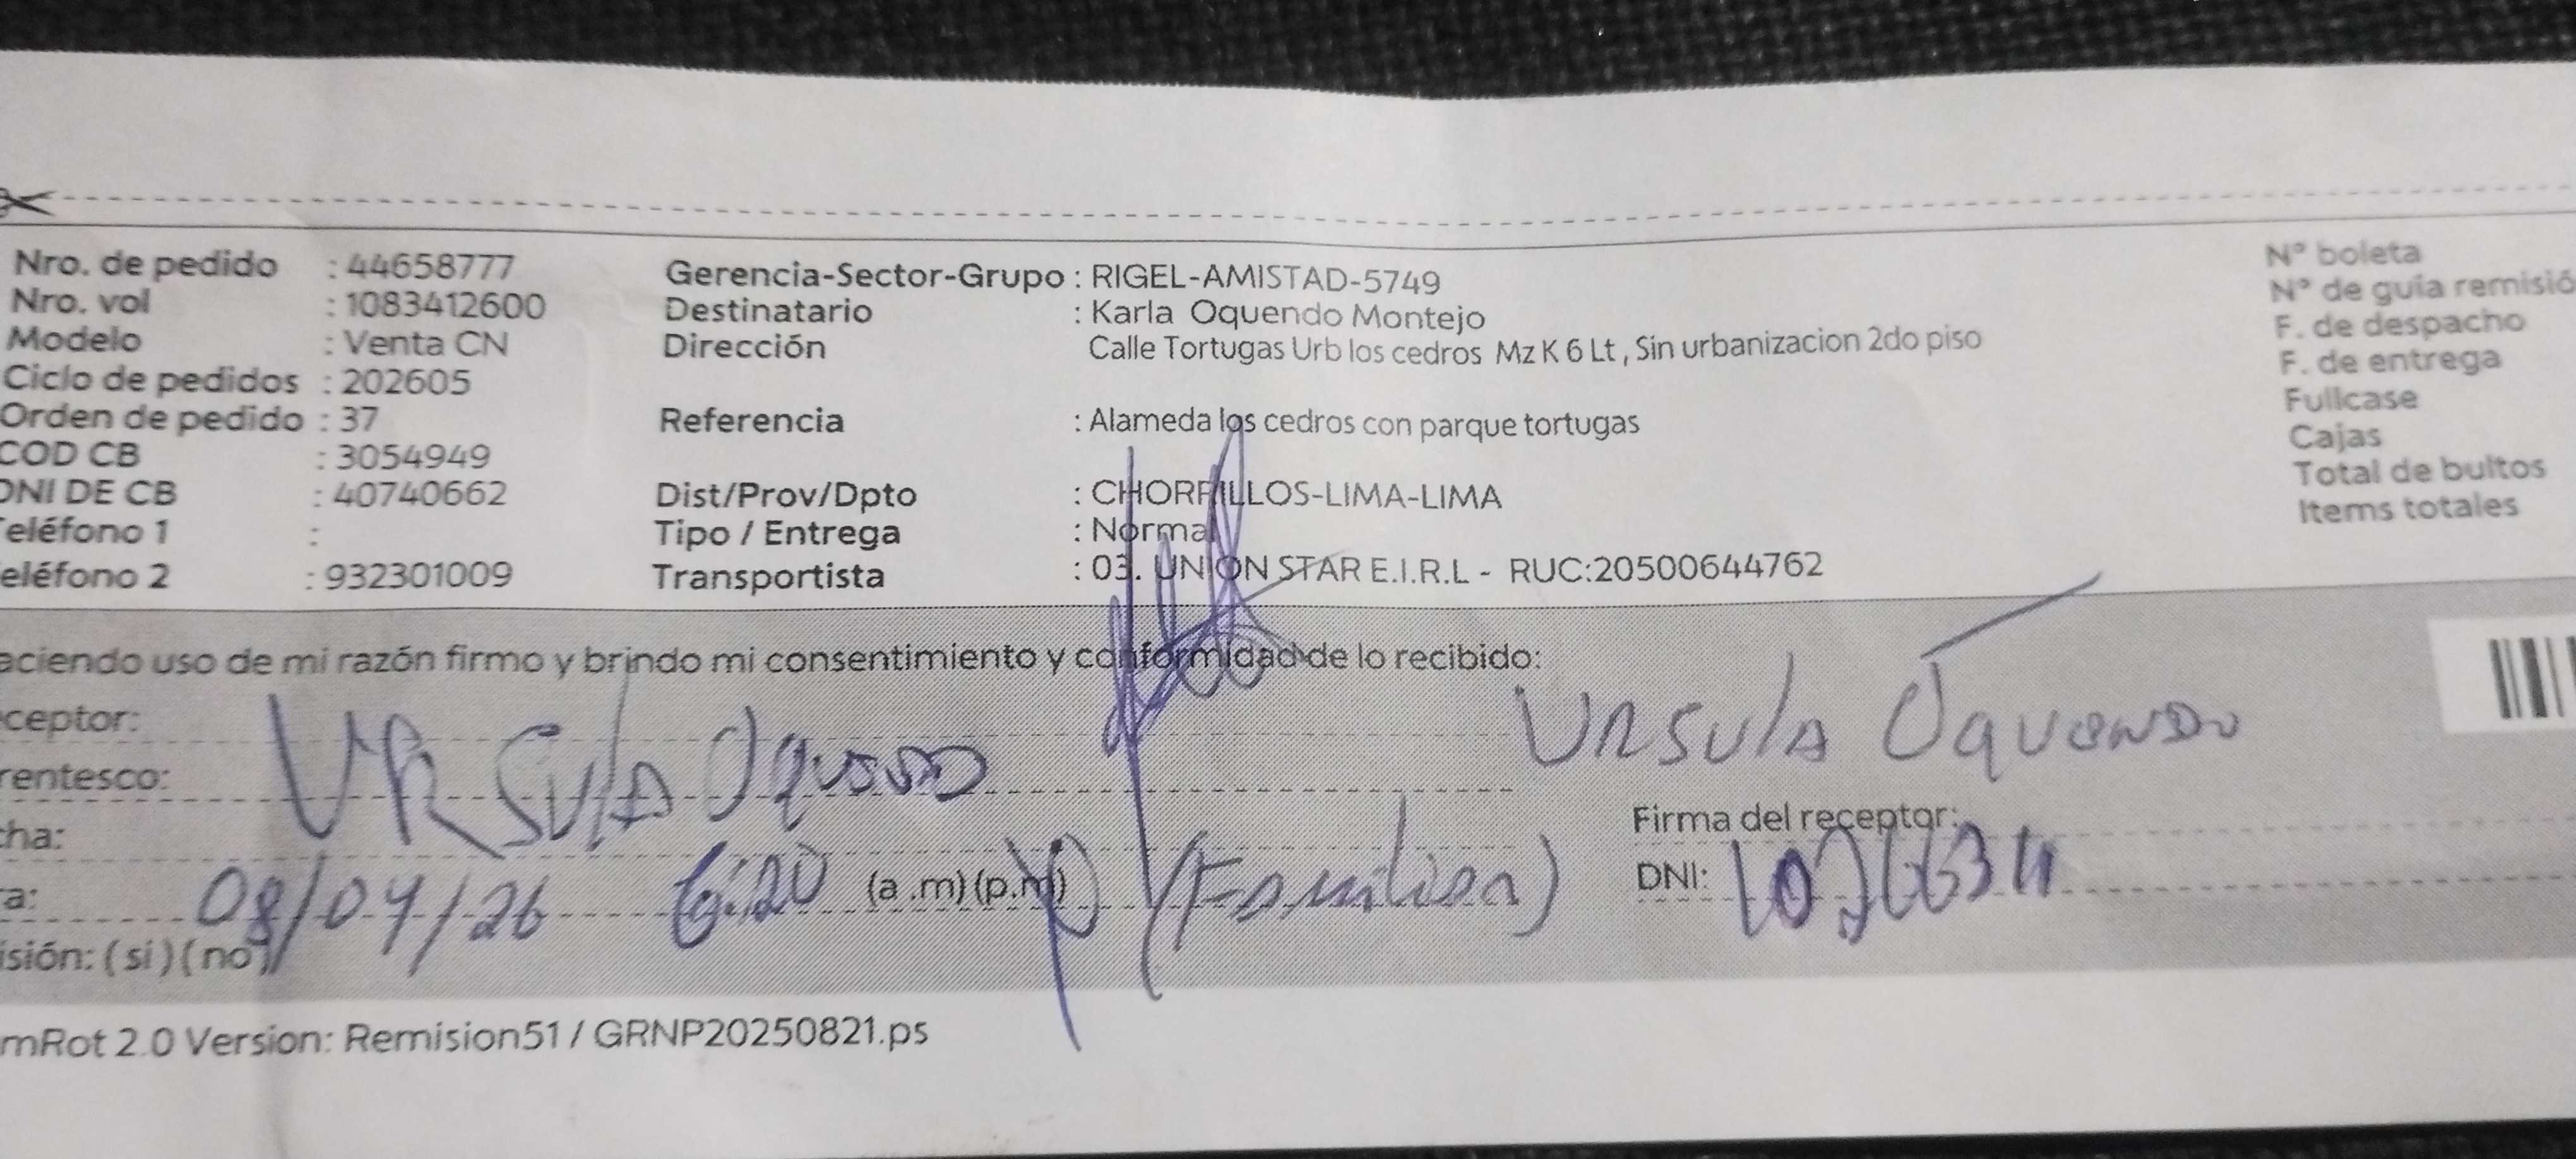 Nro. de pedido : 44658777
Nro. vol : 1083412600
Modelo : Venta CN
Ciclo de pedidos : 202605
Orden de pedido : 37
COD CB : 3054949
DNI DE CB : 40740662
Teléfono 1 :
eléfono 2 : 932301009
Gerencia-Sector-Grupo : RIGEL-AMISTAD-5749
Destinatario : Karla Oquendo Montejo
Dirección Calle Tortugas Urb los cedros Mz K 6 Lt , Sin urbanizacion 2do piso
Referencia : Alameda los cedros con parque tortugas
Dist/Prov/Dpto : CHORRILLOS-LIMA-LIMA
Tipo / Entrega : Normal
Transportista : 03. UNION STAR E.I.R.L - RUC:20500644762
N° boleta
N° de guia remisió
F. de despacho
F. de entrega
Fullcase
Cajas
Total de bultos
Items totales
aciendo uso de mi razón firmo y brindo mi consentimiento y conformidad de lo recibido:
ceptor: URSULA Oquendo
rentesco:
cha:
a: 08/04/26 6:20 (a .m) (p.m) (Familiar)
isión: ( si ) ( no )
URSULA Oquendo
Firma del receptor:
DNI:
mRot 2.0 Version: Remision51 / GRNP20250821.ps